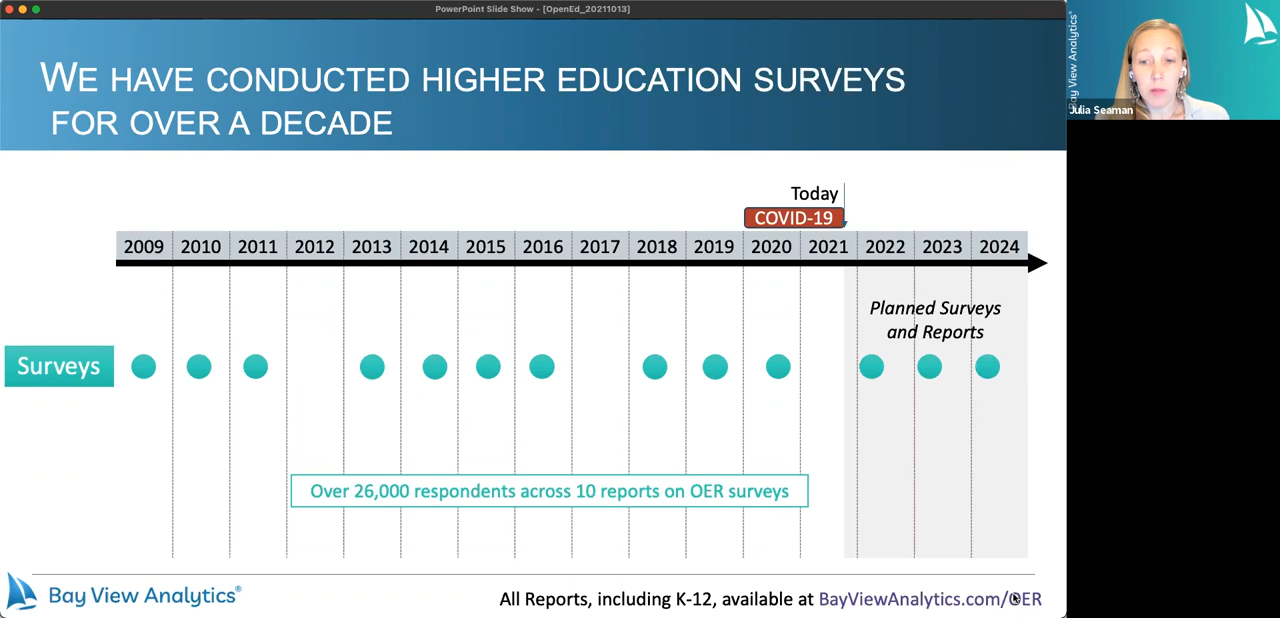 PowerPoint Slide Show - [OpenEd_20211013]
WE HAVE CONDUCTED HIGHER EDUCATION SURVEYS
FOR OVER A DECADE
Bay View Analytics®
Julia Seaman
Today
COVID-19
2009 2010 2011 2012 2013 2014 2015 2016 2017 2018 2019 2020 2021 2022 2023 2024
Planned Surveys
and Reports
Surveys
Over 26,000 respondents across 10 reports on OER surveys
Bay View Analytics®
All Reports, including K-12, available at BayViewAnalytics.com/OER